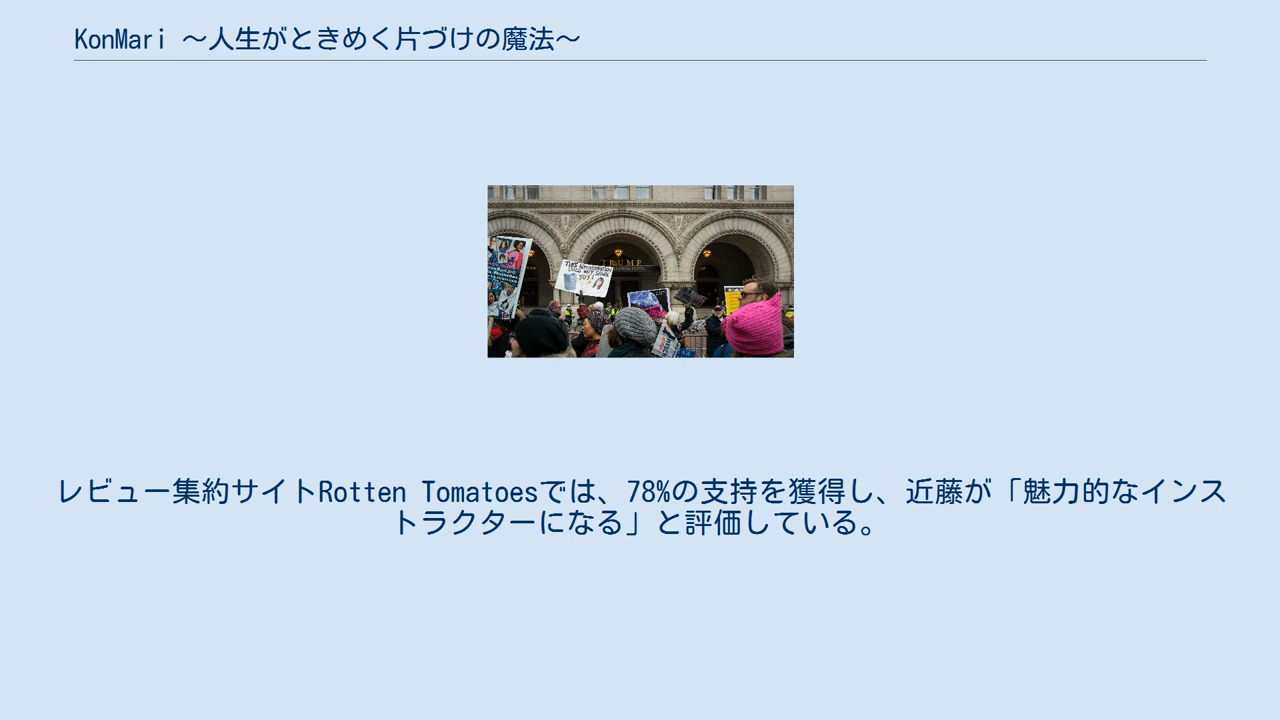 KonMari ～人生がときめく片づけの魔法～
TRUMP
レビュー集約サイトRotten Tomatoesでは、78%の支持を獲得し、近藤が「魅力的なインス
トラクターになる」と評価している。